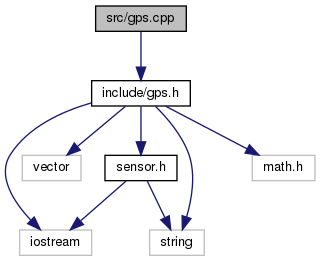 src/gps.cpp
include/gps.h
vector
sensor.h
math.h
iostream
string